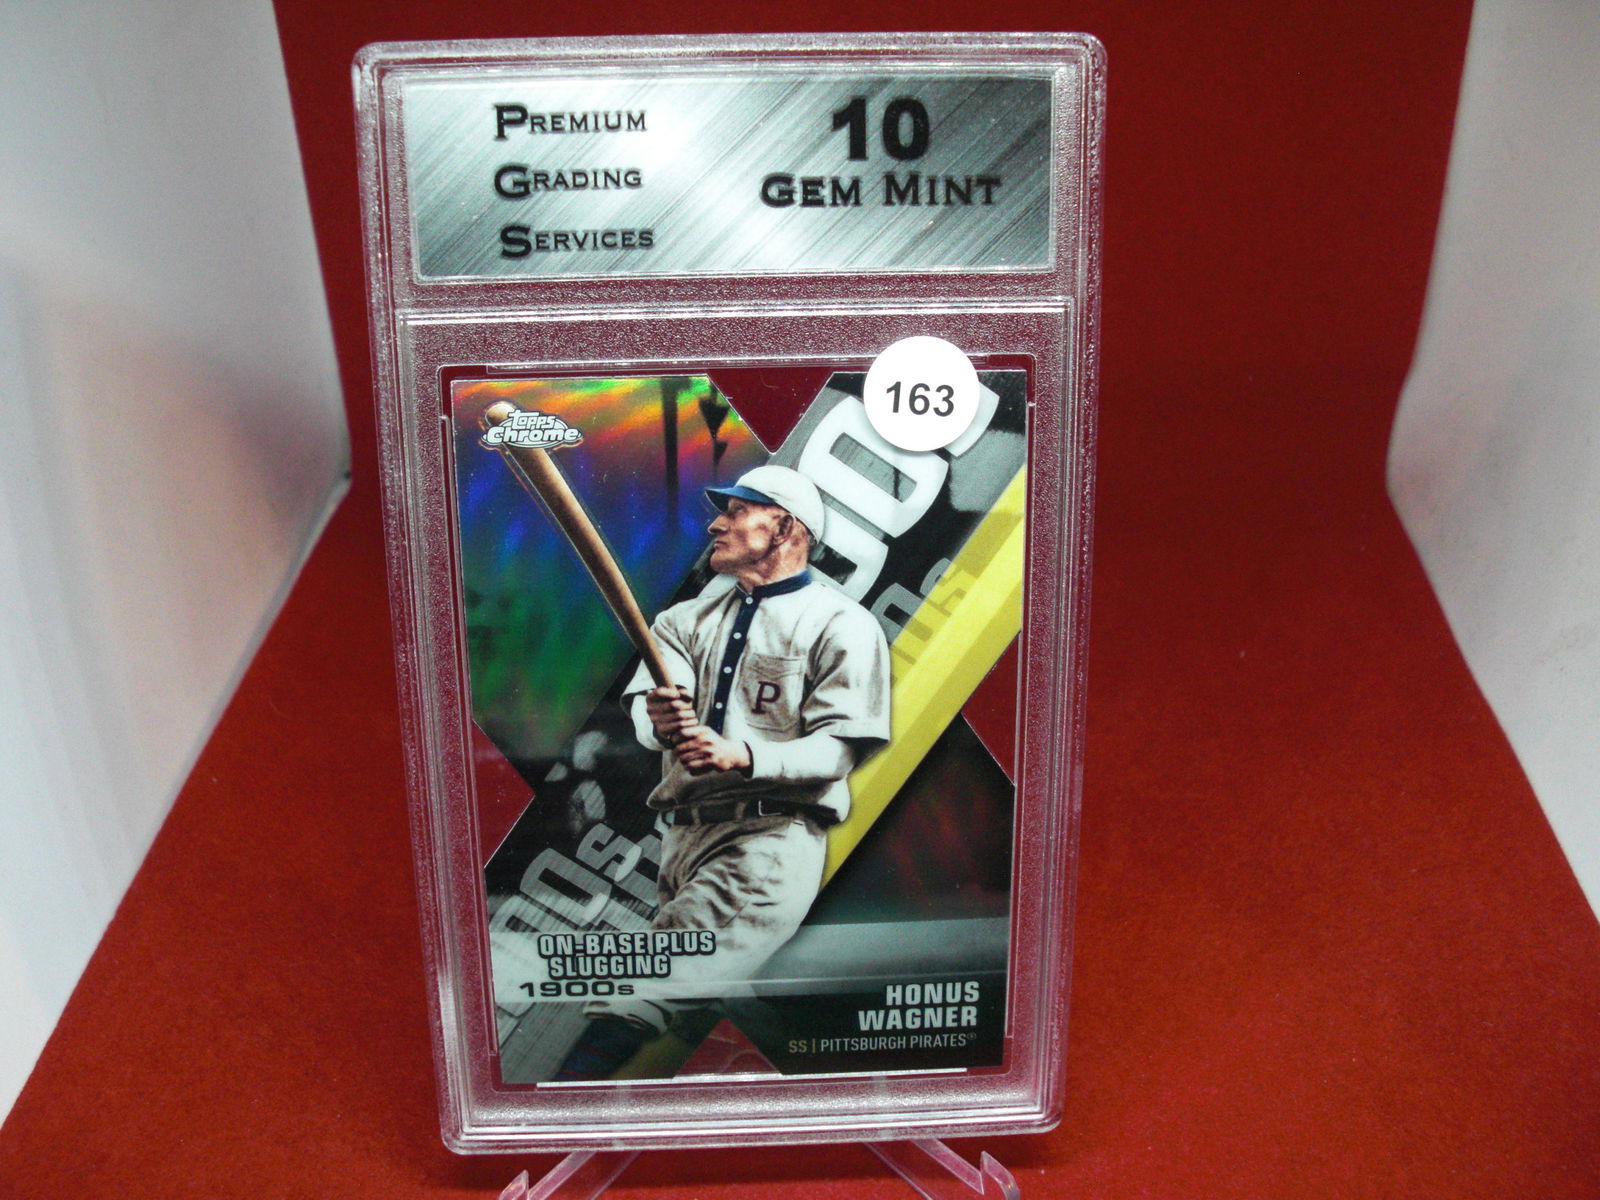 PREMIUM
GRADING
SERVICES
10
GEM MINT
163
Topps
Chrome
P
ON-BASE PLUS
SLUGGING
1900s
HONUS
WAGNER
SS | PITTSBURGH PIRATES®